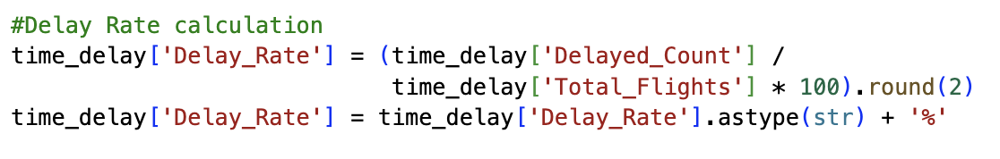 #Delay Rate calculation
time_delay['Delay_Rate'] = (time_delay['Delayed_Count'] /
                            time_delay['Total_Flights'] * 100).round(2)
time_delay['Delay_Rate'] = time_delay['Delay_Rate'].astype(str) + '%'